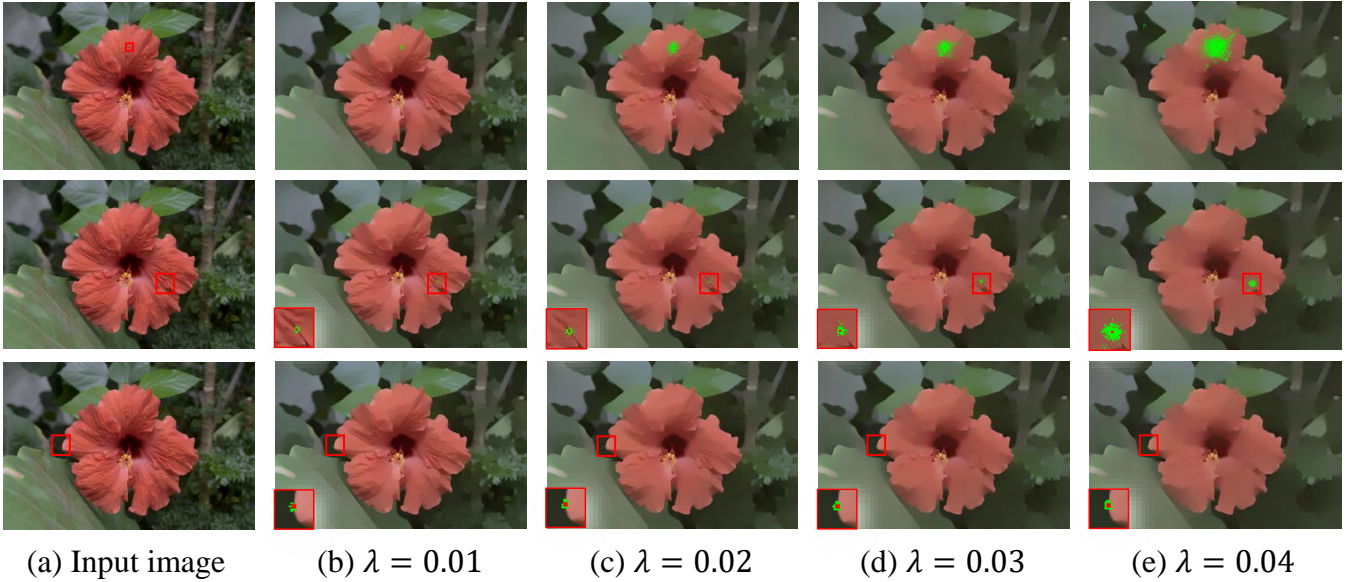 (a) Input image (b) λ = 0.01 (c) λ = 0.02 (d) λ = 0.03 (e) λ = 0.04